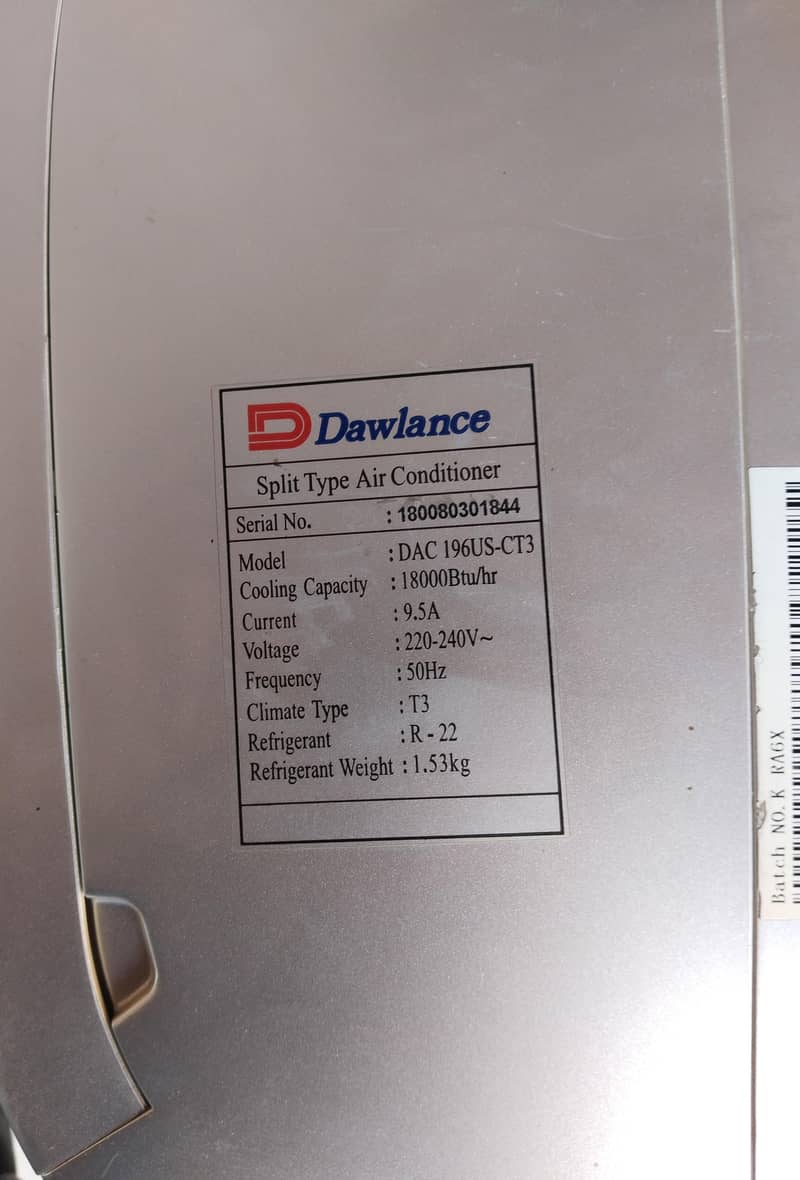 Dawlance
Split Type Air Conditioner
Serial No. : 180080301844
Model : DAC 196US-CT3
Cooling Capacity : 18000Btu/hr
Current : 9.5A
Voltage : 220-240V~
Frequency : 50Hz
Climate Type : T3
Refrigerant : R - 22
Refrigerant Weight : 1.53kg
Batch NO. K RA6X